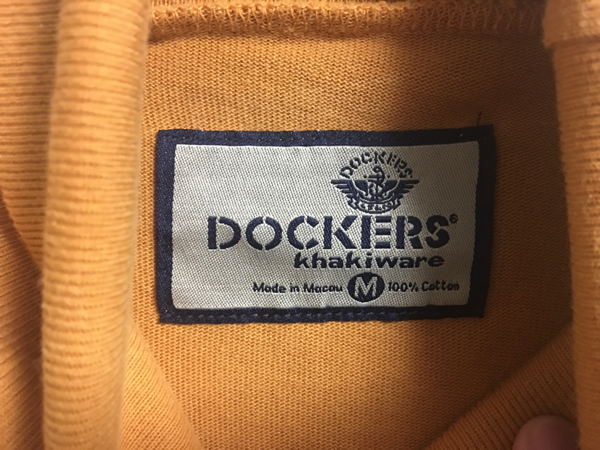 DOCKERS
DOCKERS®
khakiware
Made in Macau M 100% Cotton